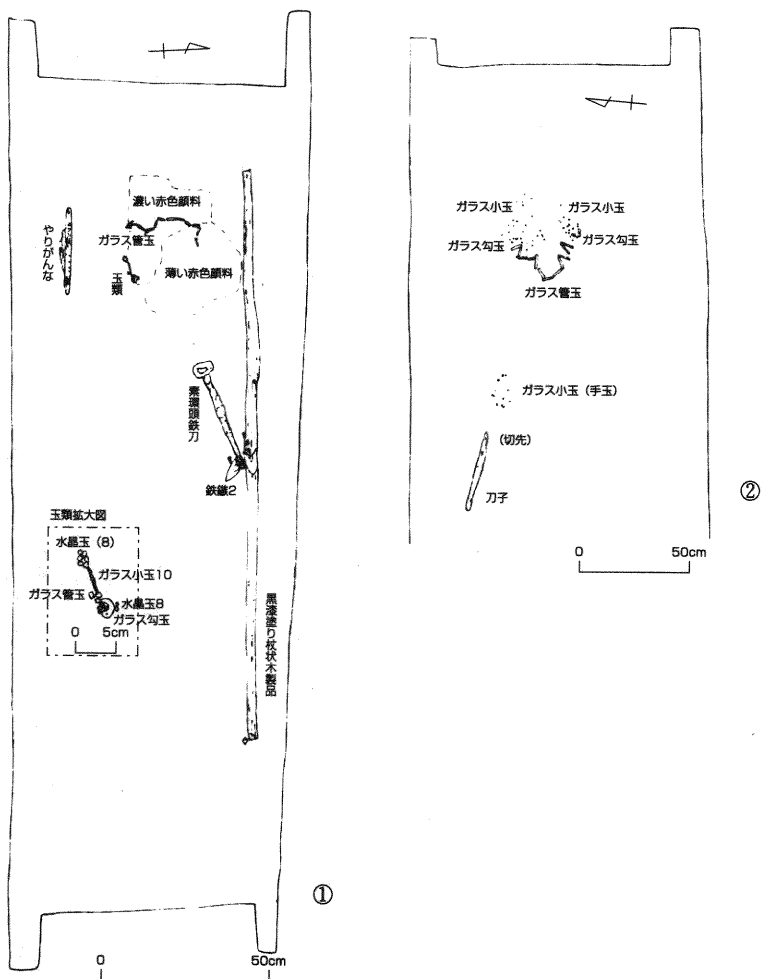 濃い赤色顔料
ガラス管玉
玉類
薄い赤色顔料
やりがんな
素環頭鉄刀
鉄鏃2
玉類拡大図
水晶玉(8)
ガラス小玉10
ガラス管玉
水晶玉8
ガラス勾玉
0 5cm
黒漆塗り杖状木製品
①
0 50cm
ガラス小玉
ガラス小玉
ガラス勾玉
ガラス勾玉
ガラス管玉
ガラス小玉(手玉)
(切先)
刀子
②
0 50cm